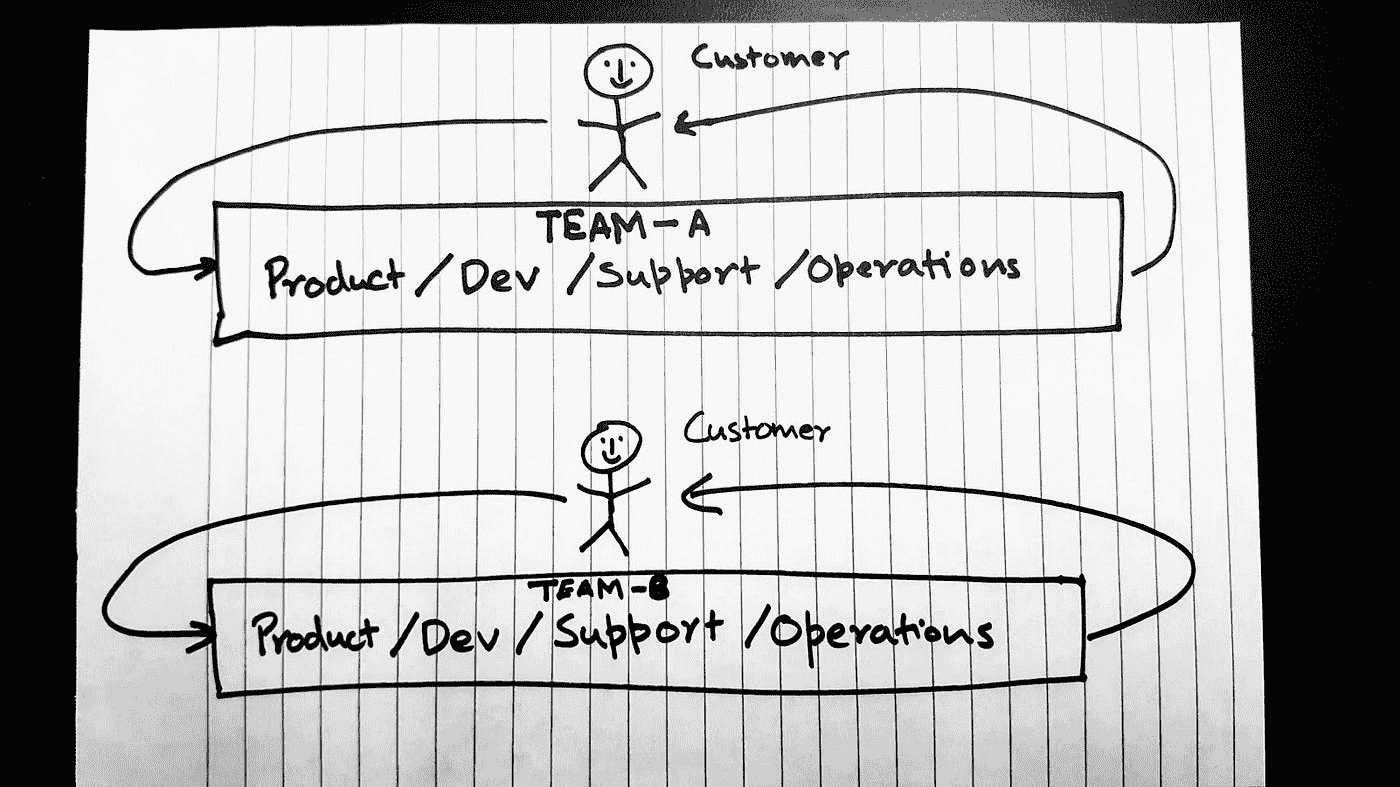 Customer
TEAM-A
Product / Dev / Support / Operations
Customer
TEAM-B
Product / Dev / Support / Operations